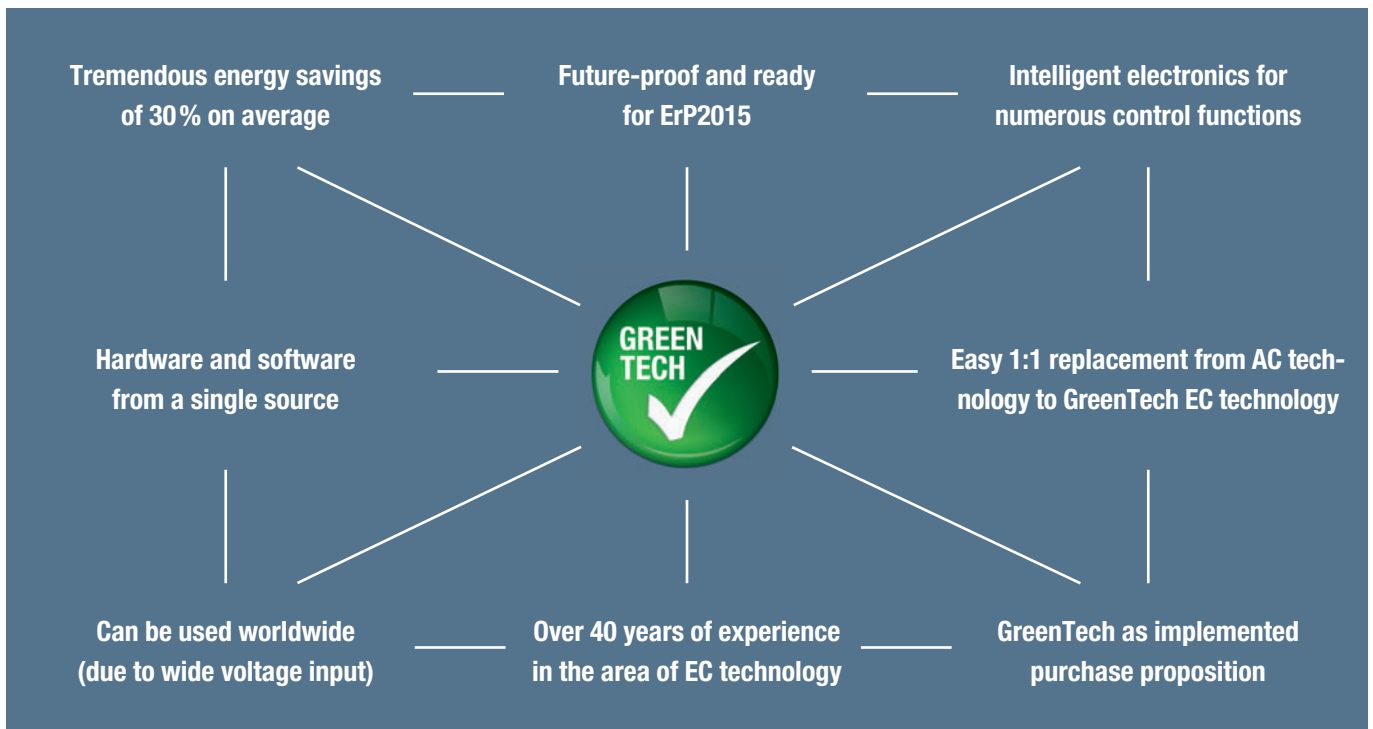 Tremendous energy savings
of 30 % on average
Future-proof and ready
for ErP2015
Intelligent electronics for
numerous control functions
Hardware and software
from a single source
GREEN
TECH
Easy 1:1 replacement from AC tech-
nology to GreenTech EC technology
Can be used worldwide
(due to wide voltage input)
Over 40 years of experience
in the area of EC technology
GreenTech as implemented
purchase proposition